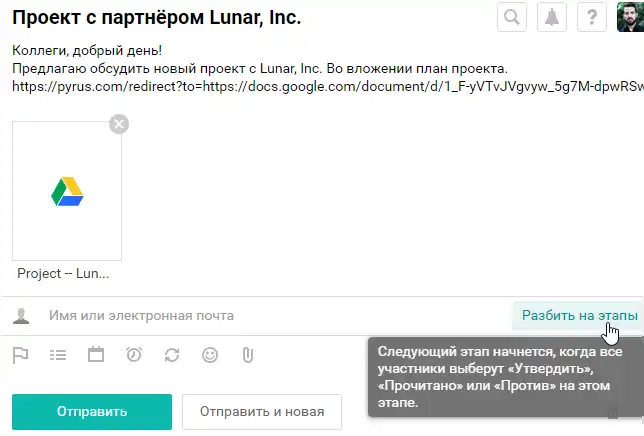 Проект с партнёром Lunar, Inc.
?
Коллеги, добрый день!
Предлагаю обсудить новый проект с Lunar, Inc. Во вложении план проекта.
https://pyrus.com/redirect?to=https://docs.google.com/document/d/1_F-yVTvJVgvyw_5g7M-dpwRSw
Project -- Lun...
Имя или электронная почта
Разбить на этапы
Следующий этап начнется, когда все
участники выберут «Утвердить»,
«Прочитано» или «Против» на этом
этапе.
Отправить
Отправить и новая